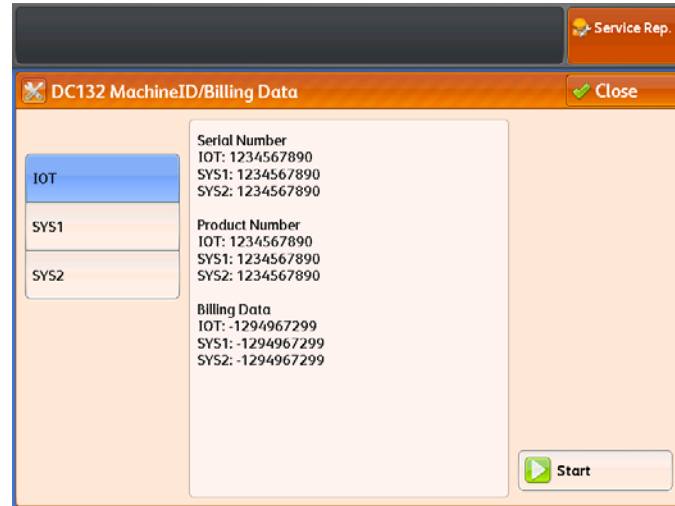 Service Rep.
DC132 MachineID/Billing Data
Close
IOT
SYS1
SYS2
Serial Number
IOT: 1234567890
SYS1: 1234567890
SYS2: 1234567890
Product Number
IOT: 1234567890
SYS1: 1234567890
SYS2: 1234567890
Billing Data
IOT: -1294967299
SYS1: -1294967299
SYS2: -1294967299
Start